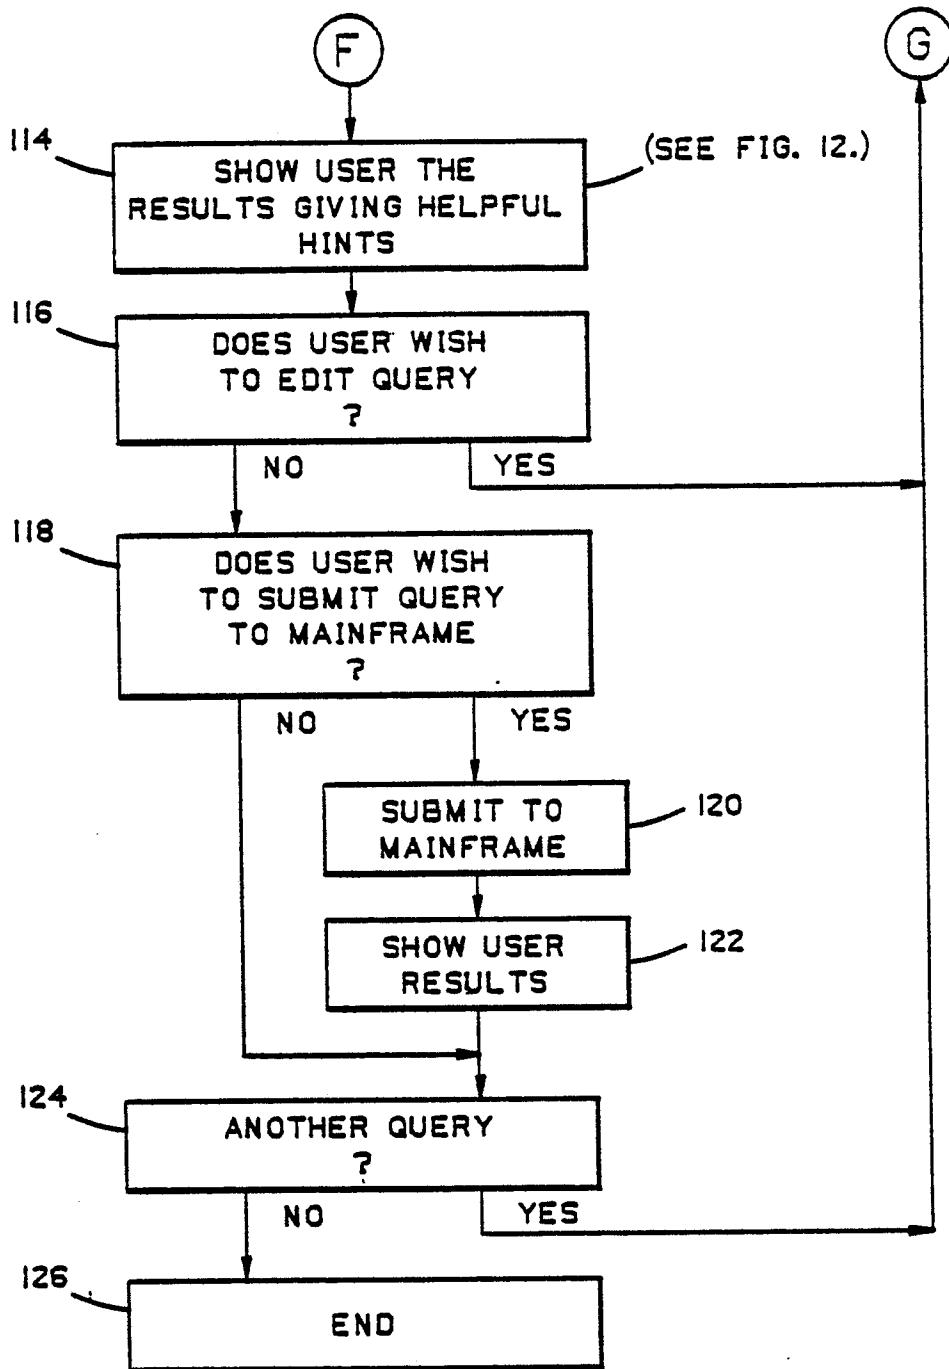 F
G
114
SHOW USER THE
RESULTS GIVING HELPFUL
HINTS
(SEE FIG. 12.)
116
DOES USER WISH
TO EDIT QUERY
?
NO
YES
118
DOES USER WISH
TO SUBMIT QUERY
TO MAINFRAME
?
NO
YES
SUBMIT TO
MAINFRAME
120
SHOW USER
RESULTS
122
124
ANOTHER QUERY
?
NO
YES
126
END